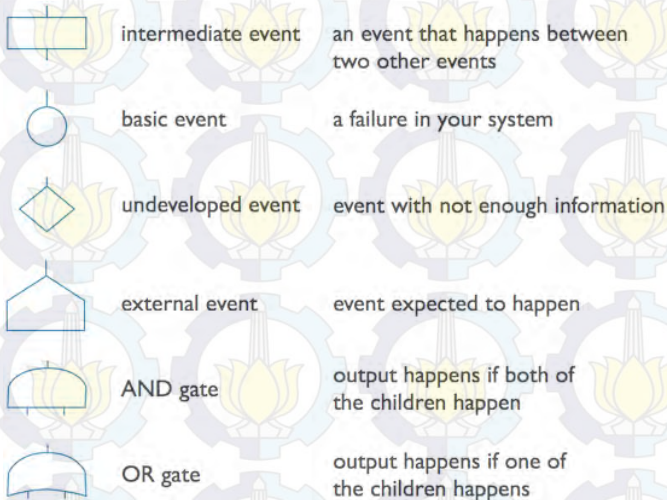 intermediate event an event that happens between
two other events
basic event a failure in your system
undeveloped event event with not enough information
external event event expected to happen
AND gate output happens if both of
the children happen
OR gate output happens if one of
the children happens